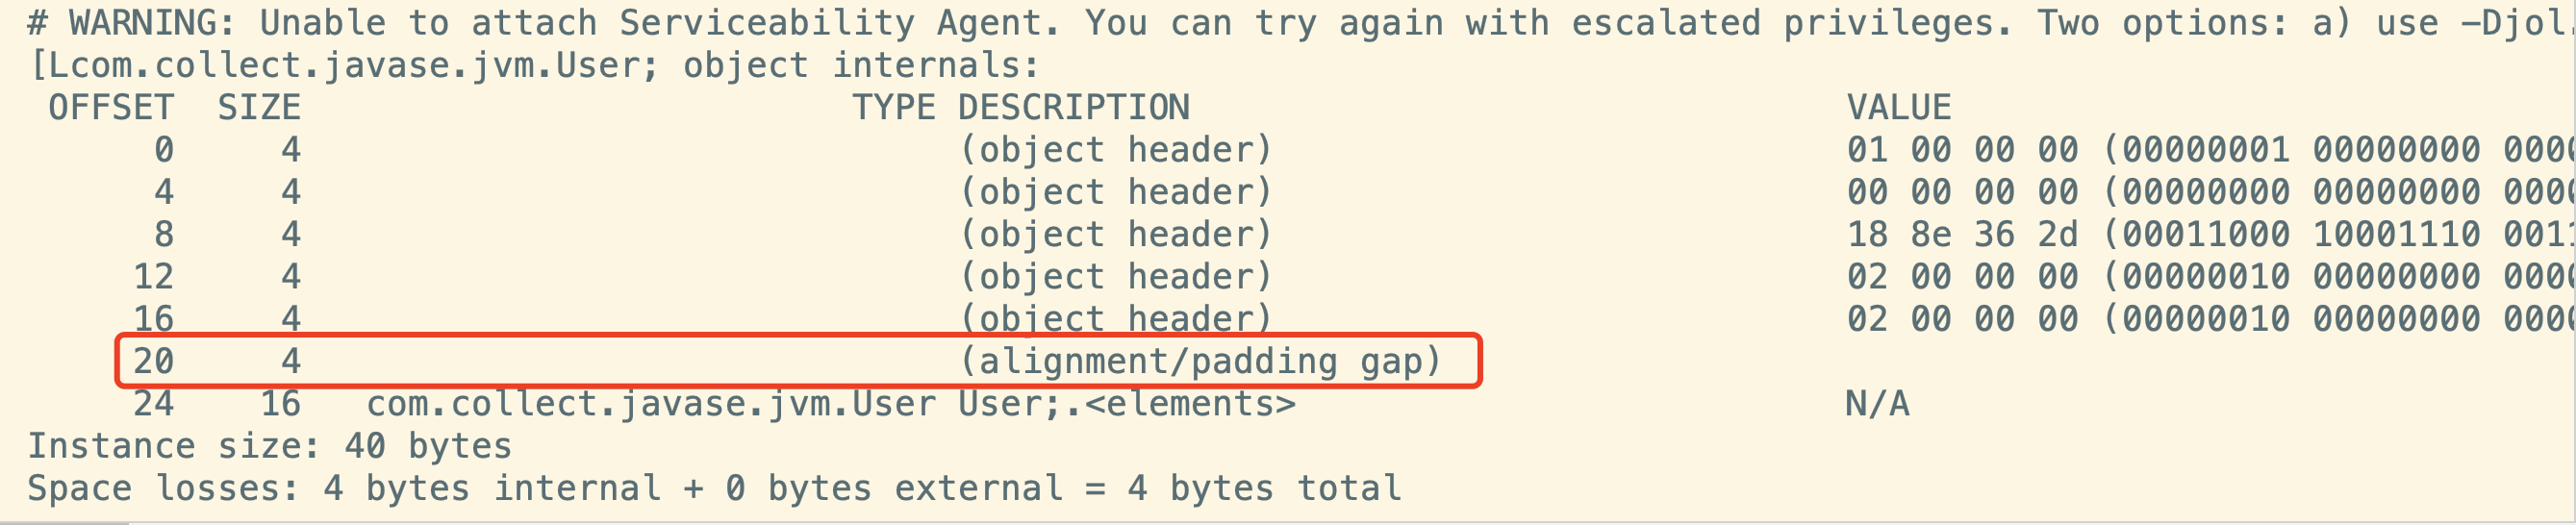 # WARNING: Unable to attach Serviceability Agent. You can try again with escalated privileges. Two options: a) use -Djol.
[Lcom.collect.javase.jvm.User; object internals:
OFFSET SIZE TYPE DESCRIPTION VALUE
0 4 (object header) 01 00 00 00 (00000001 00000000 0000
4 4 (object header) 00 00 00 00 (00000000 00000000 0000
8 4 (object header) 18 8e 36 2d (00011000 10001110 0011
12 4 (object header) 02 00 00 00 (00000010 00000000 0000
16 4 (object header) 02 00 00 00 (00000010 00000000 0000
20 4 (alignment/padding gap)
24 16 com.collect.javase.jvm.User User;.<elements> N/A
Instance size: 40 bytes
Space losses: 4 bytes internal + 0 bytes external = 4 bytes total